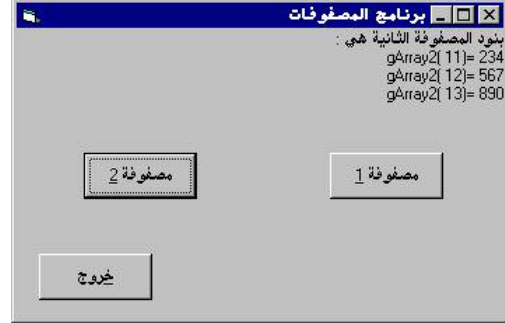 برنامج المصفوفات
بنود المصفوفة الثانية هي :
gArray2( 11)= 234
gArray2( 12)= 567
gArray2( 13)= 890
مصفوفة 1
مصفوفة 2
خروج